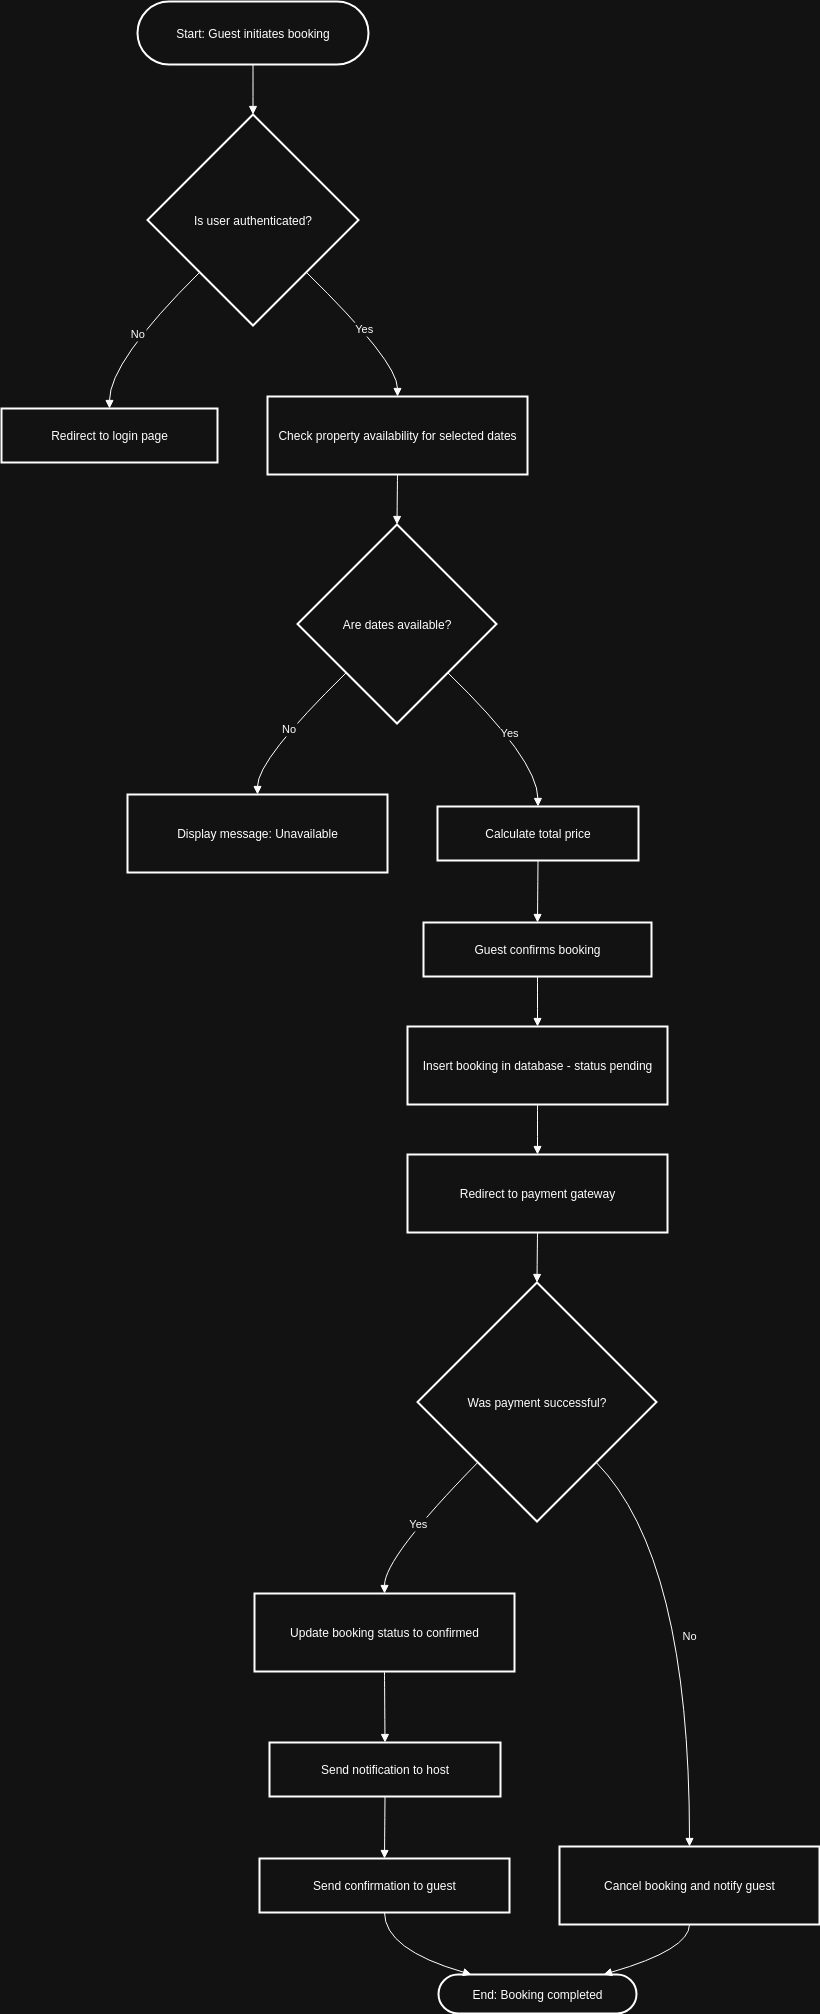 Start: Guest initiates booking
Is user authenticated?
No
Yes
Redirect to login page
Check property availability for selected dates
Are dates available?
No
Yes
Display message: Unavailable
Calculate total price
Guest confirms booking
Insert booking in database - status pending
Redirect to payment gateway
Was payment successful?
Yes
No
Update booking status to confirmed
Send notification to host
Send confirmation to guest
Cancel booking and notify guest
End: Booking completed